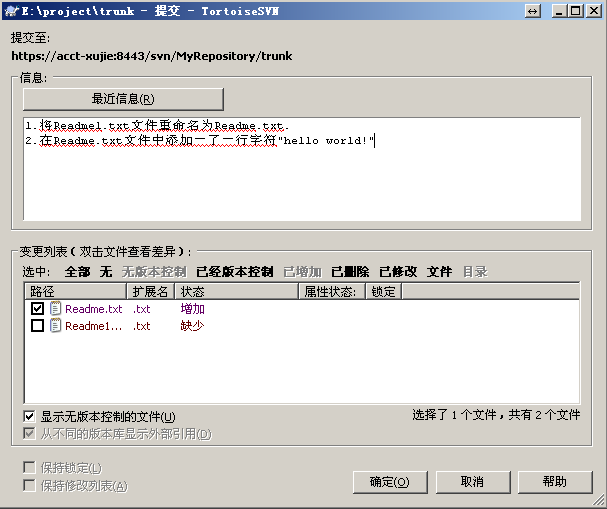 E:\project\trunk - 提交 - TortoiseSVN
提交至:
https://acct-xujie:8443/svn/MyRepository/trunk
信息:
最近信息(R)
1.将Readme1.txt文件重命名为Readme.txt.
2.在Readme.txt文件中添加一了一行字符"hello world!"
变更列表(双击文件查看差异):
选中: 全部 无 无版本控制 已经版本控制 已增加 已删除 已修改 文件 目录
路径 扩展名 状态 属性状态: 锁定
Readme.txt .txt 增加
Readme1... .txt 缺少
显示无版本控制的文件(U) 选择了 1 个文件，共有 2 个文件
从不同的版本库显示外部引用(D)
保持锁定(L)
保持修改列表(A)
确定(O) 取消 帮助